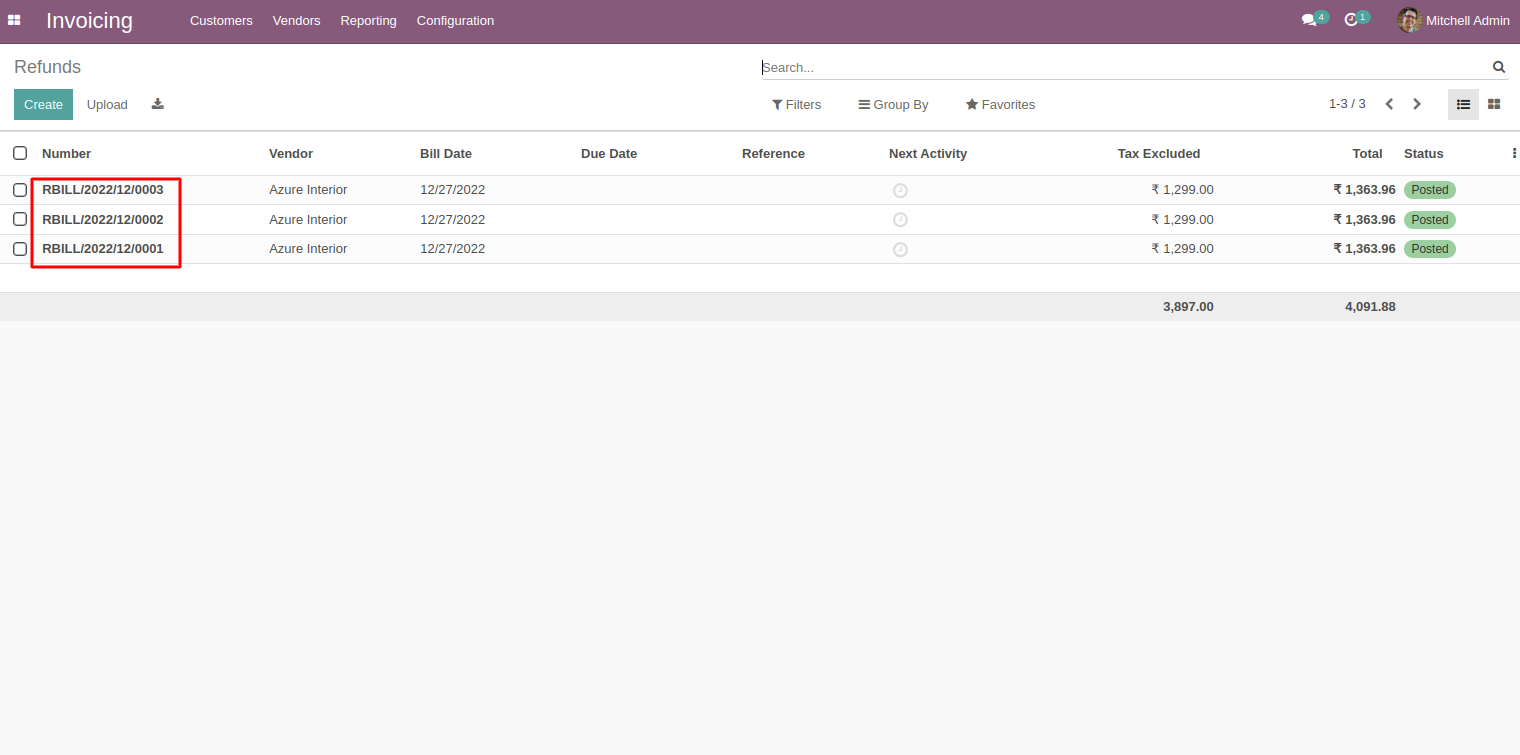 Invoicing Customers Vendors Reporting Configuration 4 1 Mitchell Admin
Refunds Search...
Create Upload Filters Group By Favorites 1-3 / 3
Number Vendor Bill Date Due Date Reference Next Activity Tax Excluded Total Status
RBILL/2022/12/0003 Azure Interior 12/27/2022 ₹ 1,299.00 ₹ 1,363.96 Posted
RBILL/2022/12/0002 Azure Interior 12/27/2022 ₹ 1,299.00 ₹ 1,363.96 Posted
RBILL/2022/12/0001 Azure Interior 12/27/2022 ₹ 1,299.00 ₹ 1,363.96 Posted
3,897.00 4,091.88